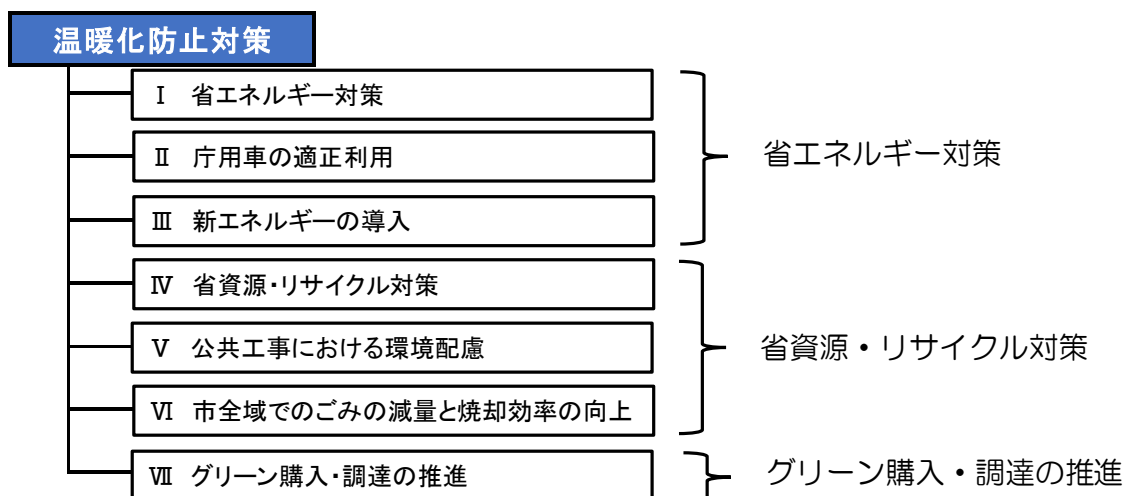 温暖化防止対策
Ⅰ 省エネルギー対策
Ⅱ 庁用車の適正利用
Ⅲ 新エネルギーの導入
省エネルギー対策
Ⅳ 省資源・リサイクル対策
Ⅴ 公共工事における環境配慮
Ⅵ 市全域でのごみの減量と焼却効率の向上
省資源・リサイクル対策
Ⅶ グリーン購入・調達の推進
グリーン購入・調達の推進